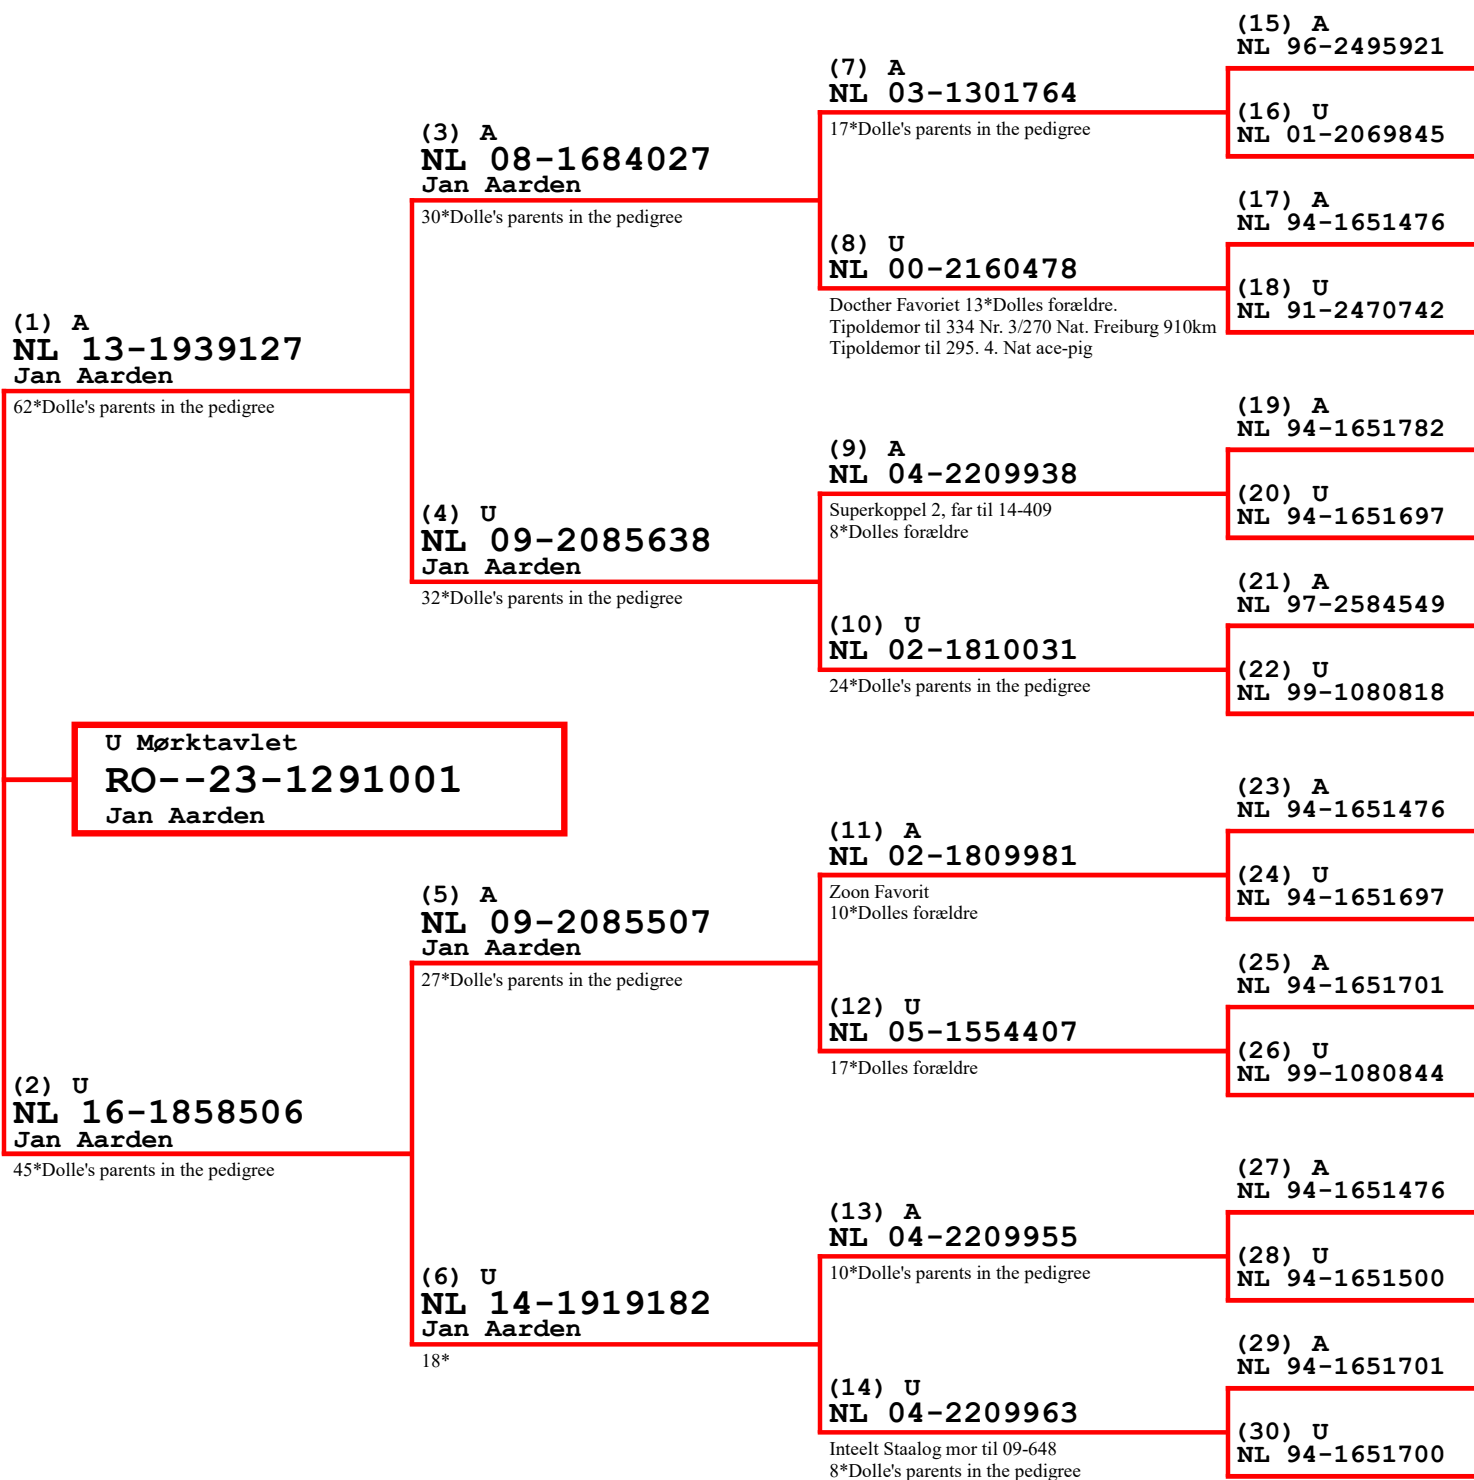 (1) A
NL 13-1939127
Jan Aarden
62*Dolle's parents in the pedigree
U Mørktavlet
RO--23-1291001
Jan Aarden
(2) U
NL 16-1858506
Jan Aarden
45*Dolle's parents in the pedigree
(3) A
NL 08-1684027
Jan Aarden
30*Dolle's parents in the pedigree
(4) U
NL 09-2085638
Jan Aarden
32*Dolle's parents in the pedigree
(5) A
NL 09-2085507
Jan Aarden
27*Dolle's parents in the pedigree
(6) U
NL 14-1919182
Jan Aarden
18*
(7) A
NL 03-1301764
17*Dolle's parents in the pedigree
(8) U
NL 00-2160478
Docther Favoriet 13*Dolles forældre.
Tipoldemor til 334 Nr. 3/270 Nat. Freiburg 910km
Tipoldemor til 295. 4. Nat ace-pig
(9) A
NL 04-2209938
Superkoppel 2, far til 14-409
8*Dolles forældre
(10) U
NL 02-1810031
24*Dolle's parents in the pedigree
(11) A
NL 02-1809981
Zoon Favorit
10*Dolles forældre
(12) U
NL 05-1554407
17*Dolles forældre
(13) A
NL 04-2209955
10*Dolle's parents in the pedigree
(14) U
NL 04-2209963
Inteelt Staalog mor til 09-648
8*Dolle's parents in the pedigree
(15) A
NL 96-2495921
(16) U
NL 01-2069845
(17) A
NL 94-1651476
(18) U
NL 91-2470742
(19) A
NL 94-1651782
(20) U
NL 94-1651697
(21) A
NL 97-2584549
(22) U
NL 99-1080818
(23) A
NL 94-1651476
(24) U
NL 94-1651697
(25) A
NL 94-1651701
(26) U
NL 99-1080844
(27) A
NL 94-1651476
(28) U
NL 94-1651500
(29) A
NL 94-1651701
(30) U
NL 94-1651700